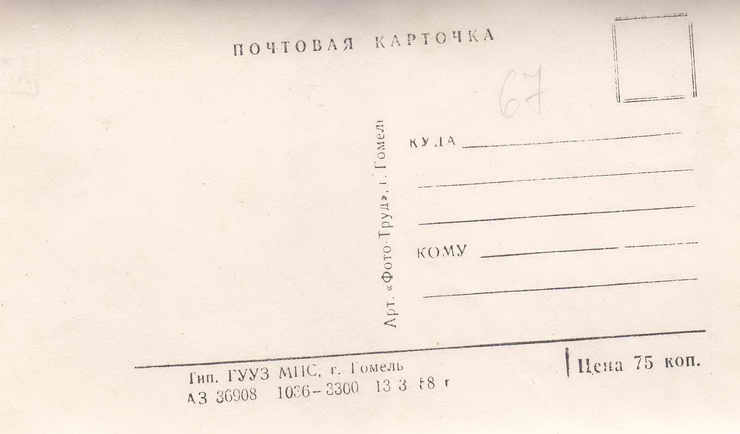 ПОЧТОВАЯ КАРТОЧКА
67
КУДА
КОМУ
Арт. «Фото-Труд», г. Гомель
Тип. ГУУЗ МПС, г. Гомель
АЗ 36908 1036-3300 13 3
Цена 75 коп.